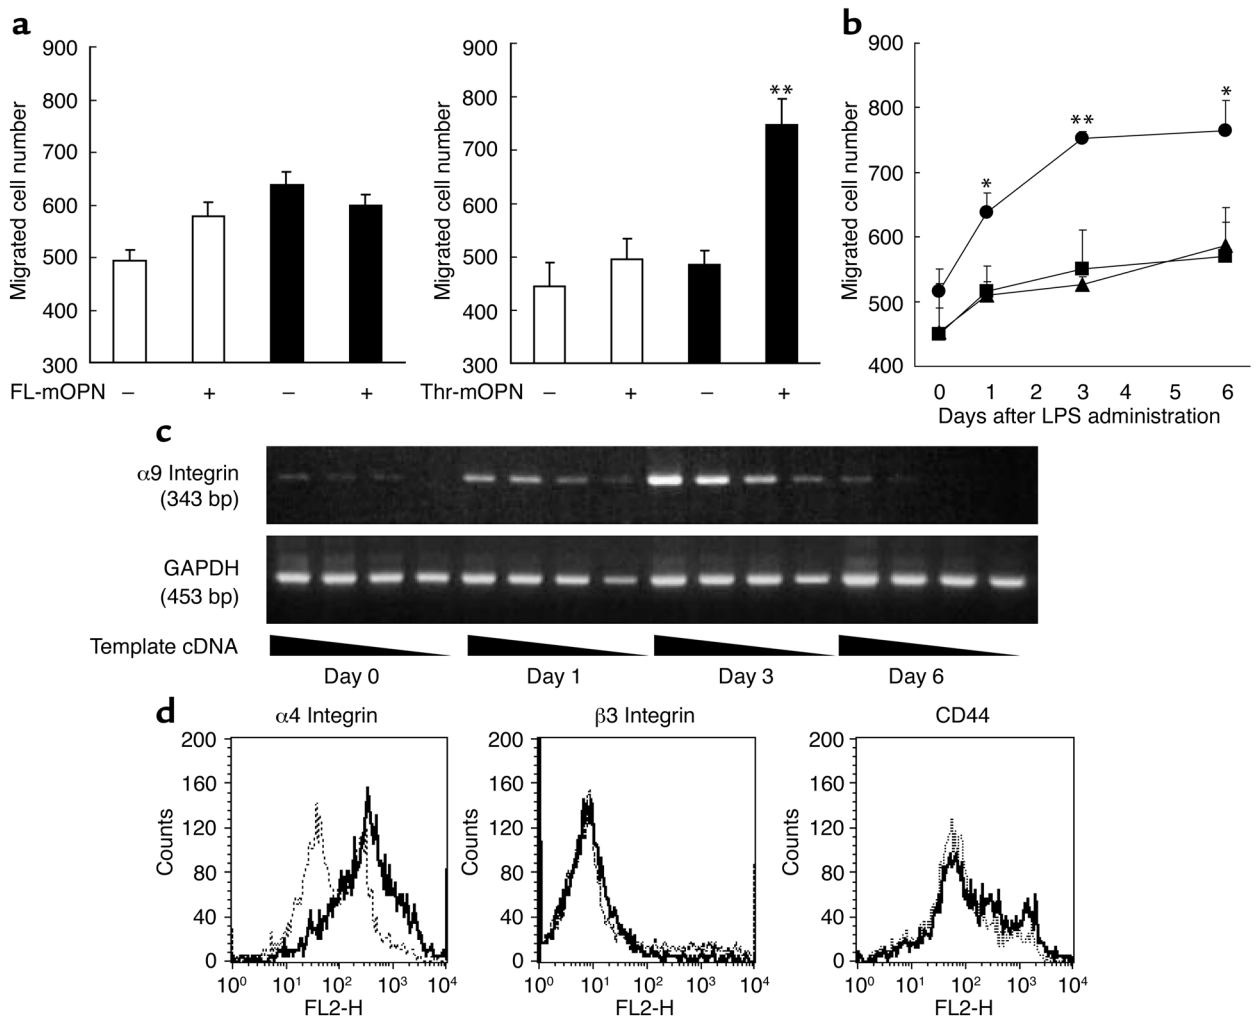 a
900
800
700
600
500
400
300
Migrated cell number
FL-mOPN − + − +
900
800
700
600
500
400
300
Migrated cell number
**
Thr-mOPN − + − +
b
900
800
700
600
500
400
Migrated cell number
*
**
*
0 1 2 3 4 5 6
Days after LPS administration
c
α9 Integrin
(343 bp)
GAPDH
(453 bp)
Template cDNA
Day 0 Day 1 Day 3 Day 6
d
α4 Integrin
200
160
120
80
40
0
Counts
10⁰ 10¹ 10² 10³ 10⁴
FL2-H
β3 Integrin
200
160
120
80
40
0
Counts
10⁰ 10¹ 10² 10³ 10⁴
FL2-H
CD44
200
160
120
80
40
0
Counts
10⁰ 10¹ 10² 10³ 10⁴
FL2-H